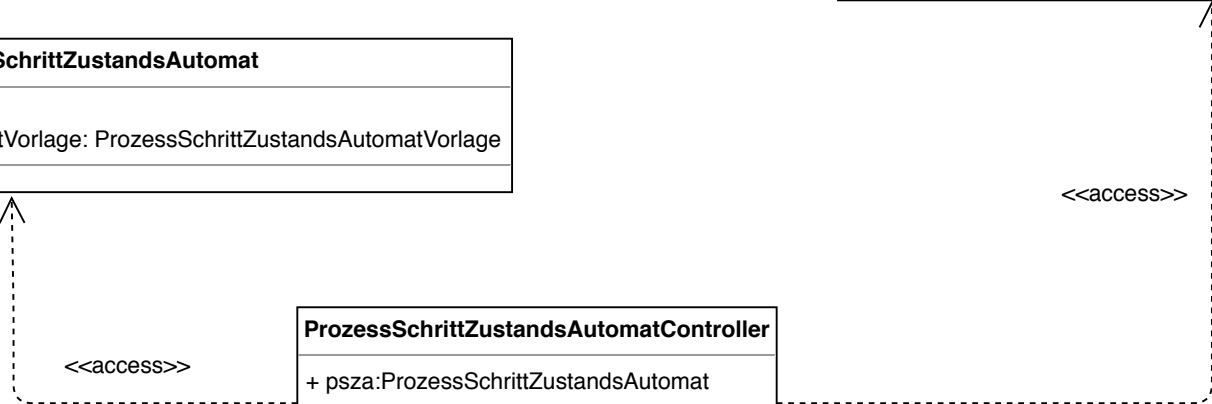 SchrittZustandsAutomat
tVorlage: ProzessSchrittZustandsAutomatVorlage
<<access>>
ProzessSchrittZustandsAutomatController
<<access>>
+ psza:ProzessSchrittZustandsAutomat